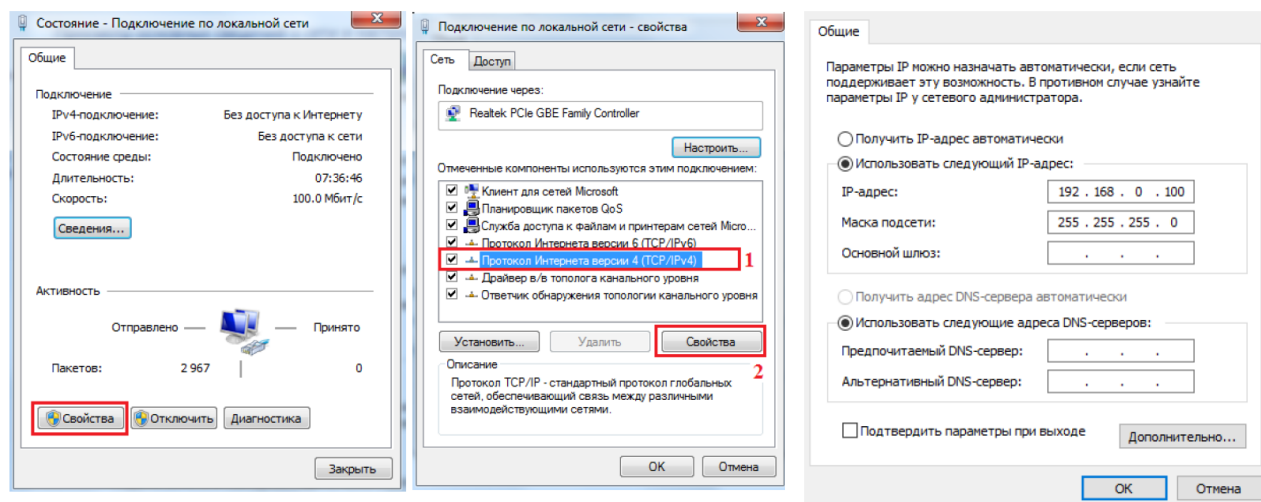 Состояние - Подключение по локальной сети
Общие
Подключение
IPv4-подключение: Без доступа к Интернету
IPv6-подключение: Без доступа к сети
Состояние среды: Подключено
Длительность: 07:36:46
Скорость: 100.0 Мбит/с
Сведения...
Активность
Отправлено — — Принято
Пакетов: 2 967 | 0
Свойства Отключить Диагностика
Закрыть
Подключение по локальной сети - свойства
Сеть Доступ
Подключение через:
Realtek PCIe GBE Family Controller
Настроить...
Отмеченные компоненты используются этим подключением:
Клиент для сетей Microsoft
Планировщик пакетов QoS
Служба доступа к файлам и принтерам сетей Micro...
Протокол Интернета версии 6 (TCP/IPv6)
Протокол Интернета версии 4 (TCP/IPv4) 1
Драйвер в/в тополога канального уровня
Ответчик обнаружения топологии канального уровня
Установить... Удалить Свойства
2
Описание
Протокол TCP/IP - стандартный протокол глобальных
сетей, обеспечивающий связь между различными
взаимодействующими сетями.
OK Отмена
Общие
Параметры IP можно назначать автоматически, если сеть
поддерживает эту возможность. В противном случае узнайте
параметры IP у сетевого администратора.
Получить IP-адрес автоматически
Использовать следующий IP-адрес:
IP-адрес: 192 . 168 . 0 . 100
Маска подсети: 255 . 255 . 255 . 0
Основной шлюз: . . .
Получить адрес DNS-сервера автоматически
Использовать следующие адреса DNS-серверов:
Предпочитаемый DNS-сервер: . . .
Альтернативный DNS-сервер: . . .
Подтвердить параметры при выходе Дополнительно...
OK Отмена